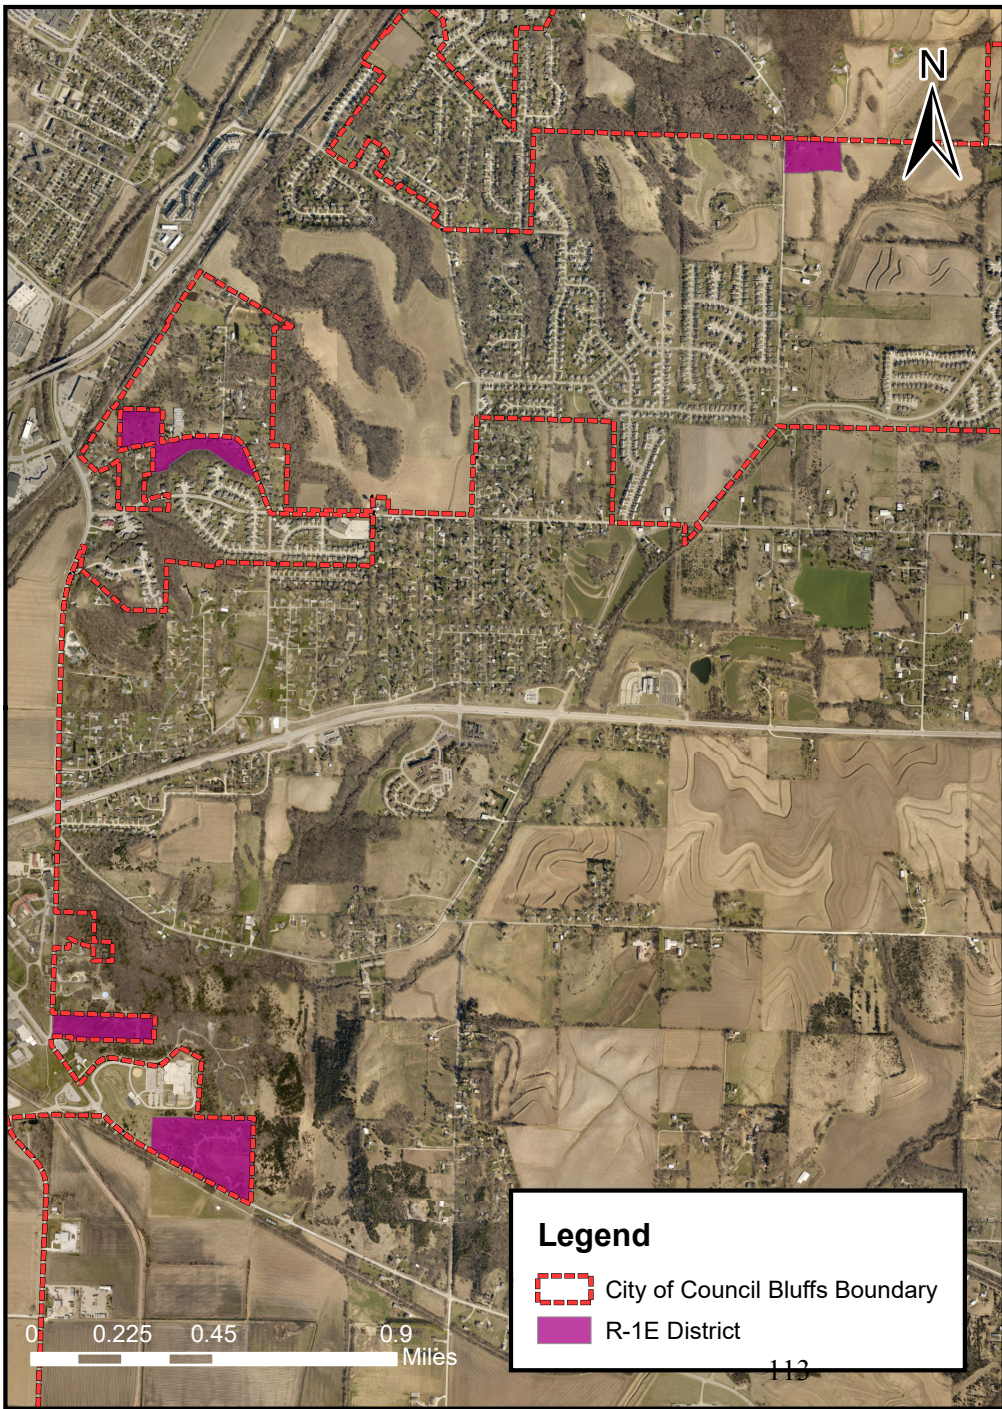 N
Legend
City of Council Bluffs Boundary
R-1E District
0 0.225 0.45 0.9
Miles
113